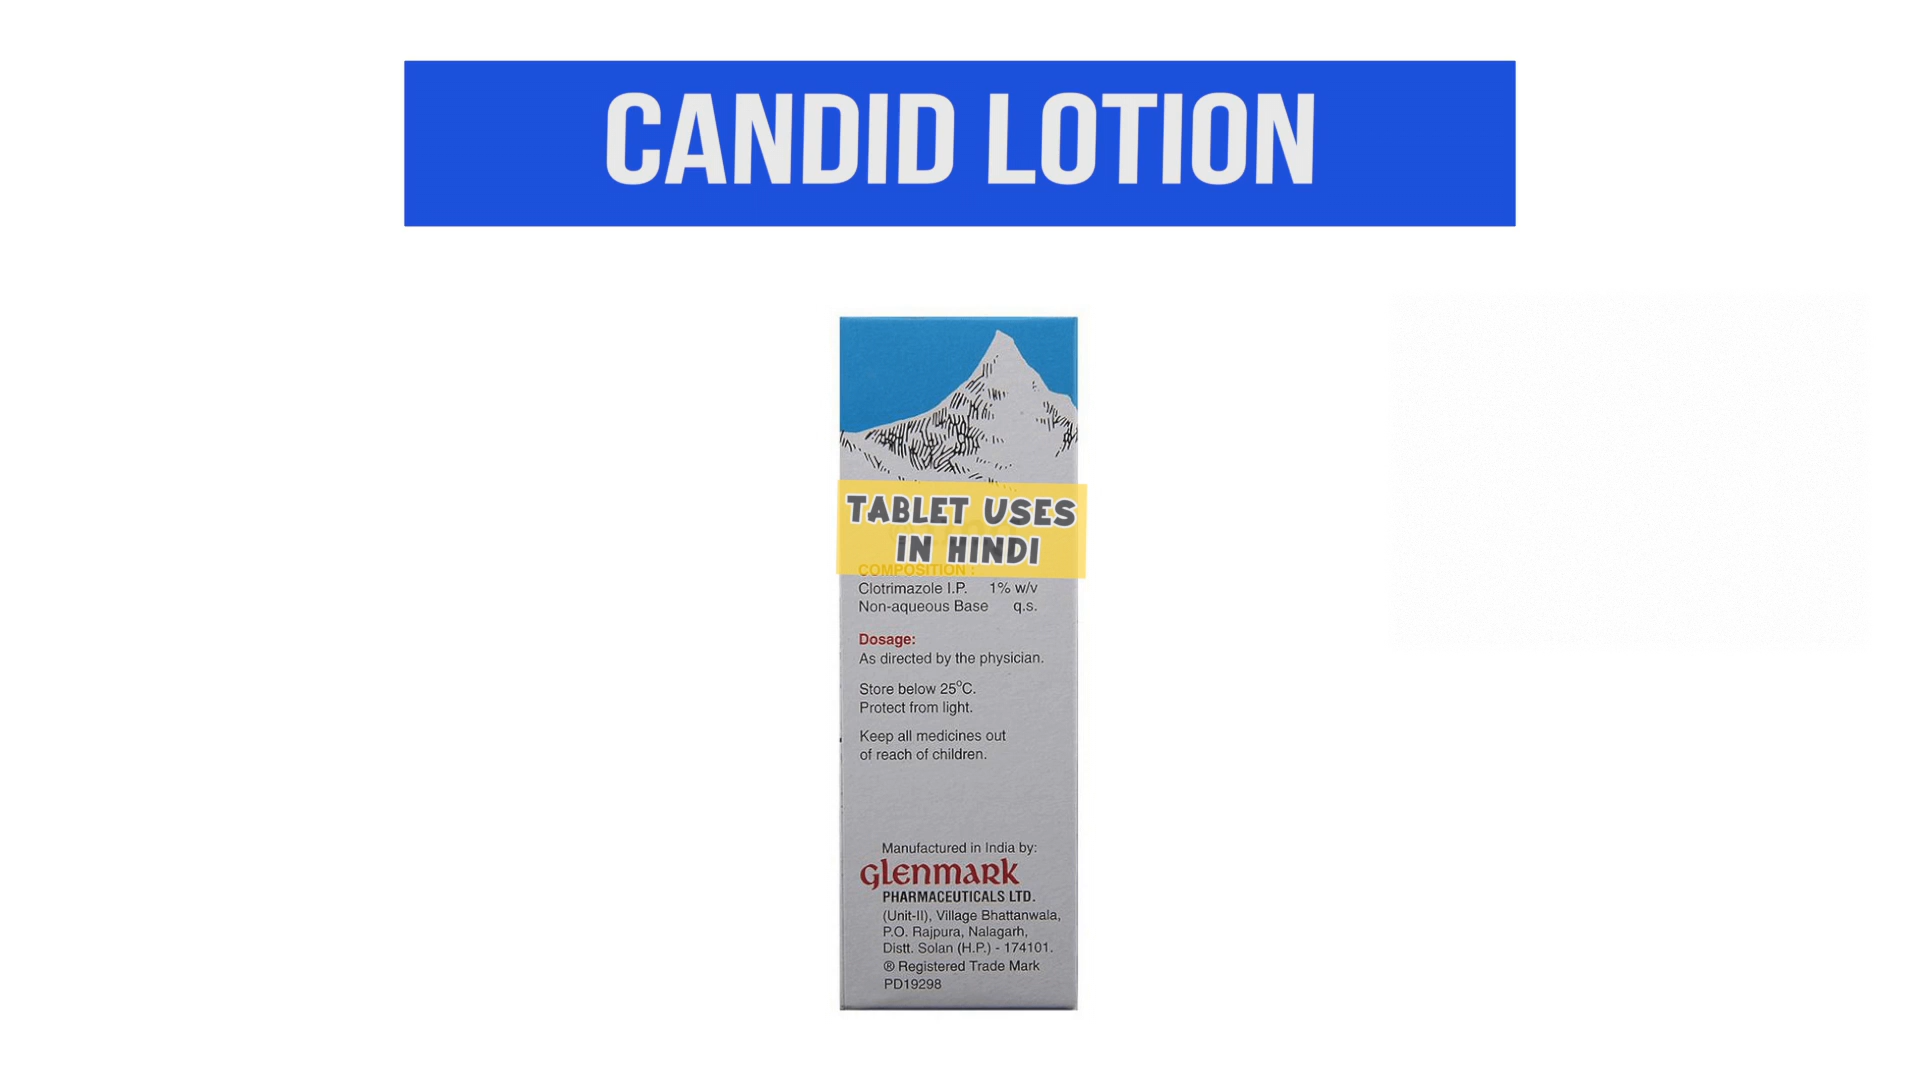 CANDID LOTION
TABLET USES
IN HINDI
COMPOSITION :
Clotrimazole I.P. 1% w/v
Non-aqueous Base q.s.
Dosage:
As directed by the physician.
Store below 25°C.
Protect from light.
Keep all medicines out
of reach of children.
Manufactured in India by:
glenmark
PHARMACEUTICALS LTD.
(Unit-II), Village Bhattanwala,
P.O. Rajpura, Nalagarh,
Distt. Solan (H.P.) - 174101.
® Registered Trade Mark
PD19298